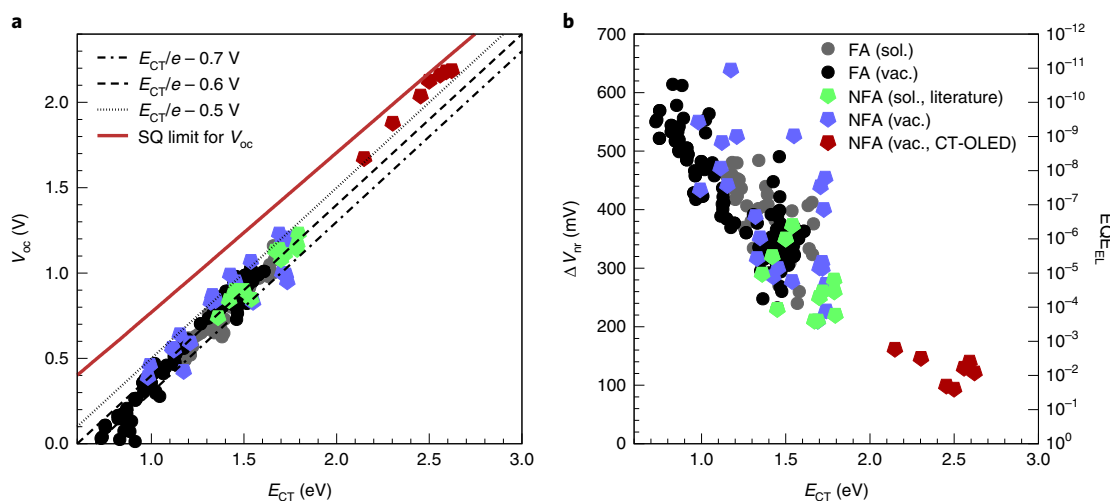 a
E_CT/e – 0.7 V
E_CT/e – 0.6 V
E_CT/e – 0.5 V
SQ limit for V_oc
2.0
1.5
1.0
0.5
0.0
V_oc (V)
1.0 1.5 2.0 2.5 3.0
E_CT (eV)
b
FA (sol.)
FA (vac.)
NFA (sol., literature)
NFA (vac.)
NFA (vac., CT-OLED)
700
600
500
400
300
200
100
0
ΔV_nr (mV)
10^–12
10^–11
10^–10
10^–9
10^–8
10^–7
10^–6
10^–5
10^–4
10^–3
10^–2
10^–1
10^0
EQE_EL
1.0 1.5 2.0 2.5 3.0
E_CT (eV)